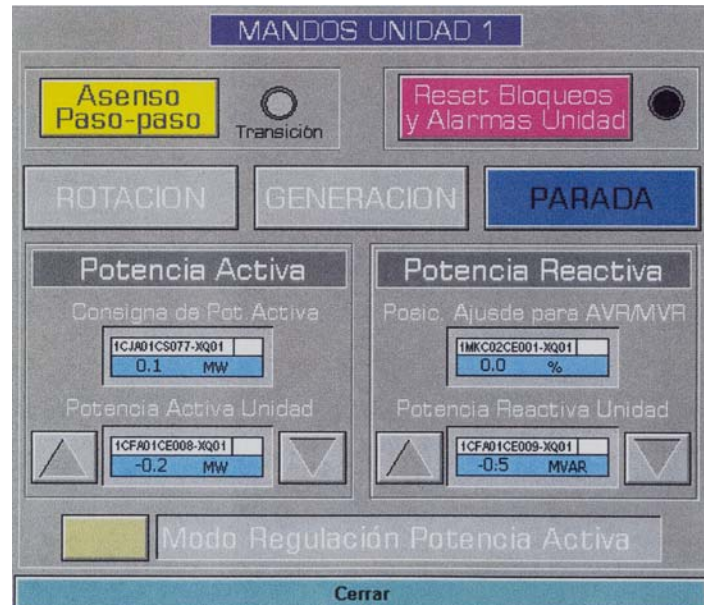 MANDOS UNIDAD 1
Asenso
Paso-paso
Transición
Reset Bloqueos
y Alarmas Unidad
ROTACION
GENERACION
PARADA
Potencia Activa
Potencia Reactiva
Consigna de Pot Activa
Posic. Ajusde para AVR/MVR
1CJA01CS077-XQ01
0.1 MW
1MKC02CE001-XQ01
0.0 %
Potencia Activa Unidad
Potencia Reactiva Unidad
1CFA01CE008-XQ01
-0.2 MW
1CFA01CE009-XQ01
-0.5 MVAR
Modo Regulación Potencia Activa
Cerrar